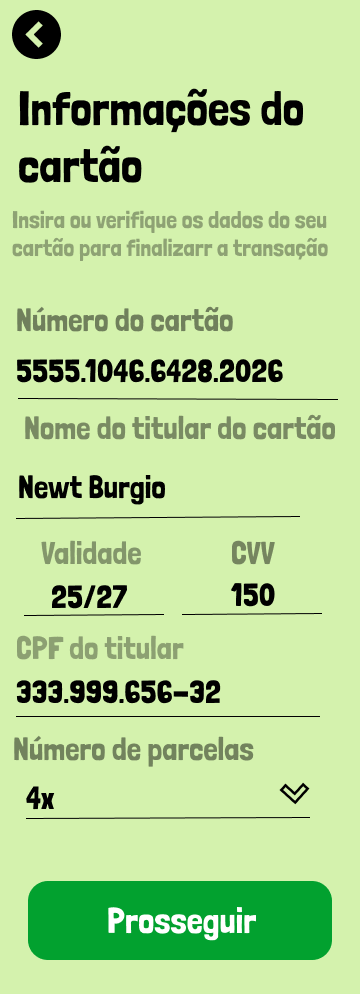 Informações do
cartão
Insira ou verifique os dados do seu
cartão para finalizarr a transação
Número do cartão
5555.1046.6428.2026
Nome do titular do cartão
Newt Burgio
Validade CVV
25/27 150
CPF do titular
333.999.656-32
Número de parcelas
4x
Prosseguir